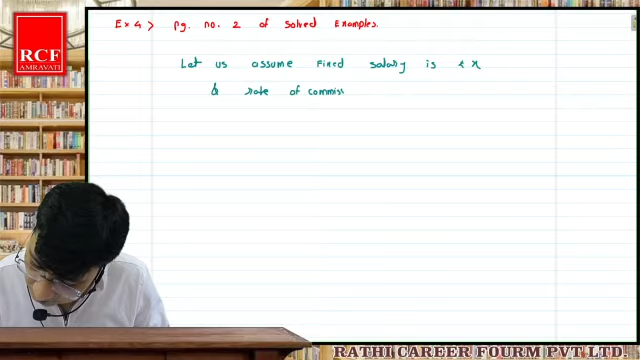 RCF
AMRAVATI
Ex 4 > Pg. no. 2 of solved Examples.
Let us assume Fixed salary is ₹ x
& rate of commiss
RATHI CAREER FOURM PVT LTD.